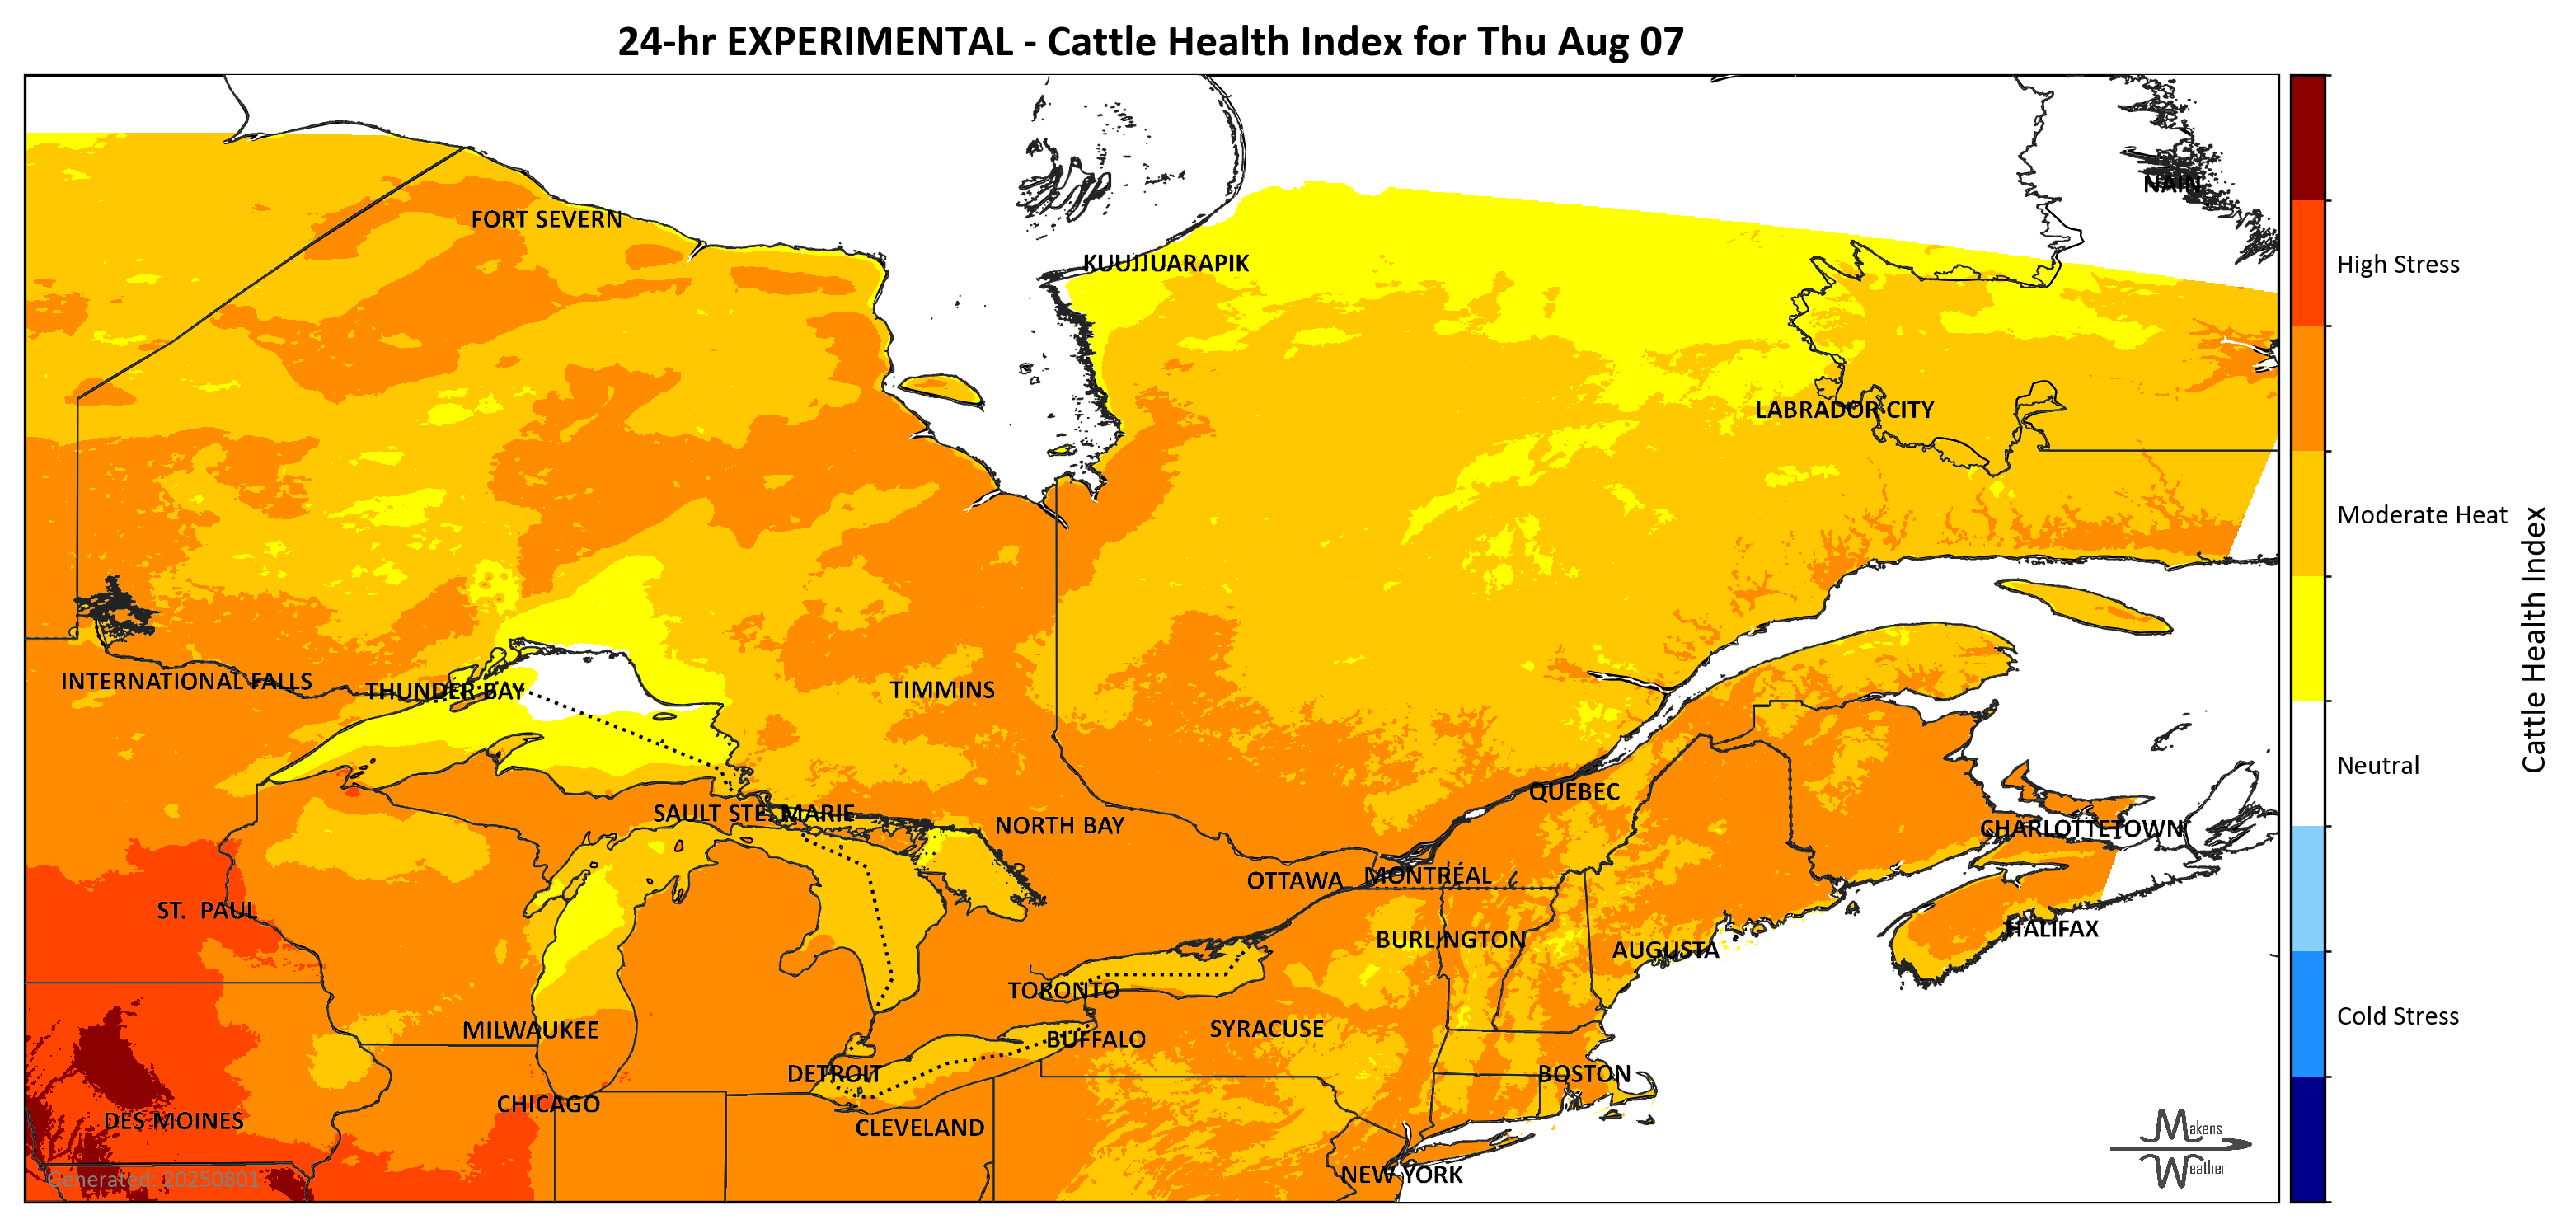 24-hr EXPERIMENTAL - Cattle Health Index for Thu Aug 07
NAIN
FORT SEVERN
KUUJJUARAPIK
High Stress
LABRADOR CITY
Moderate Heat
Cattle Health Index
INTERNATIONAL FALLS
THUNDER BAY
TIMMINS
Neutral
QUEBEC
SAULT STE. MARIE
NORTH BAY
CHARLOTTETOWN
OTTAWA
MONTRÉAL
ST. PAUL
HALIFAX
BURLINGTON
AUGUSTA
TORONTO
Cold Stress
MILWAUKEE
SYRACUSE
BUFFALO
DETROIT
BOSTON
CHICAGO
DES MOINES
CLEVELAND
Makens
Weather
NEW YORK
Generated: 20250801